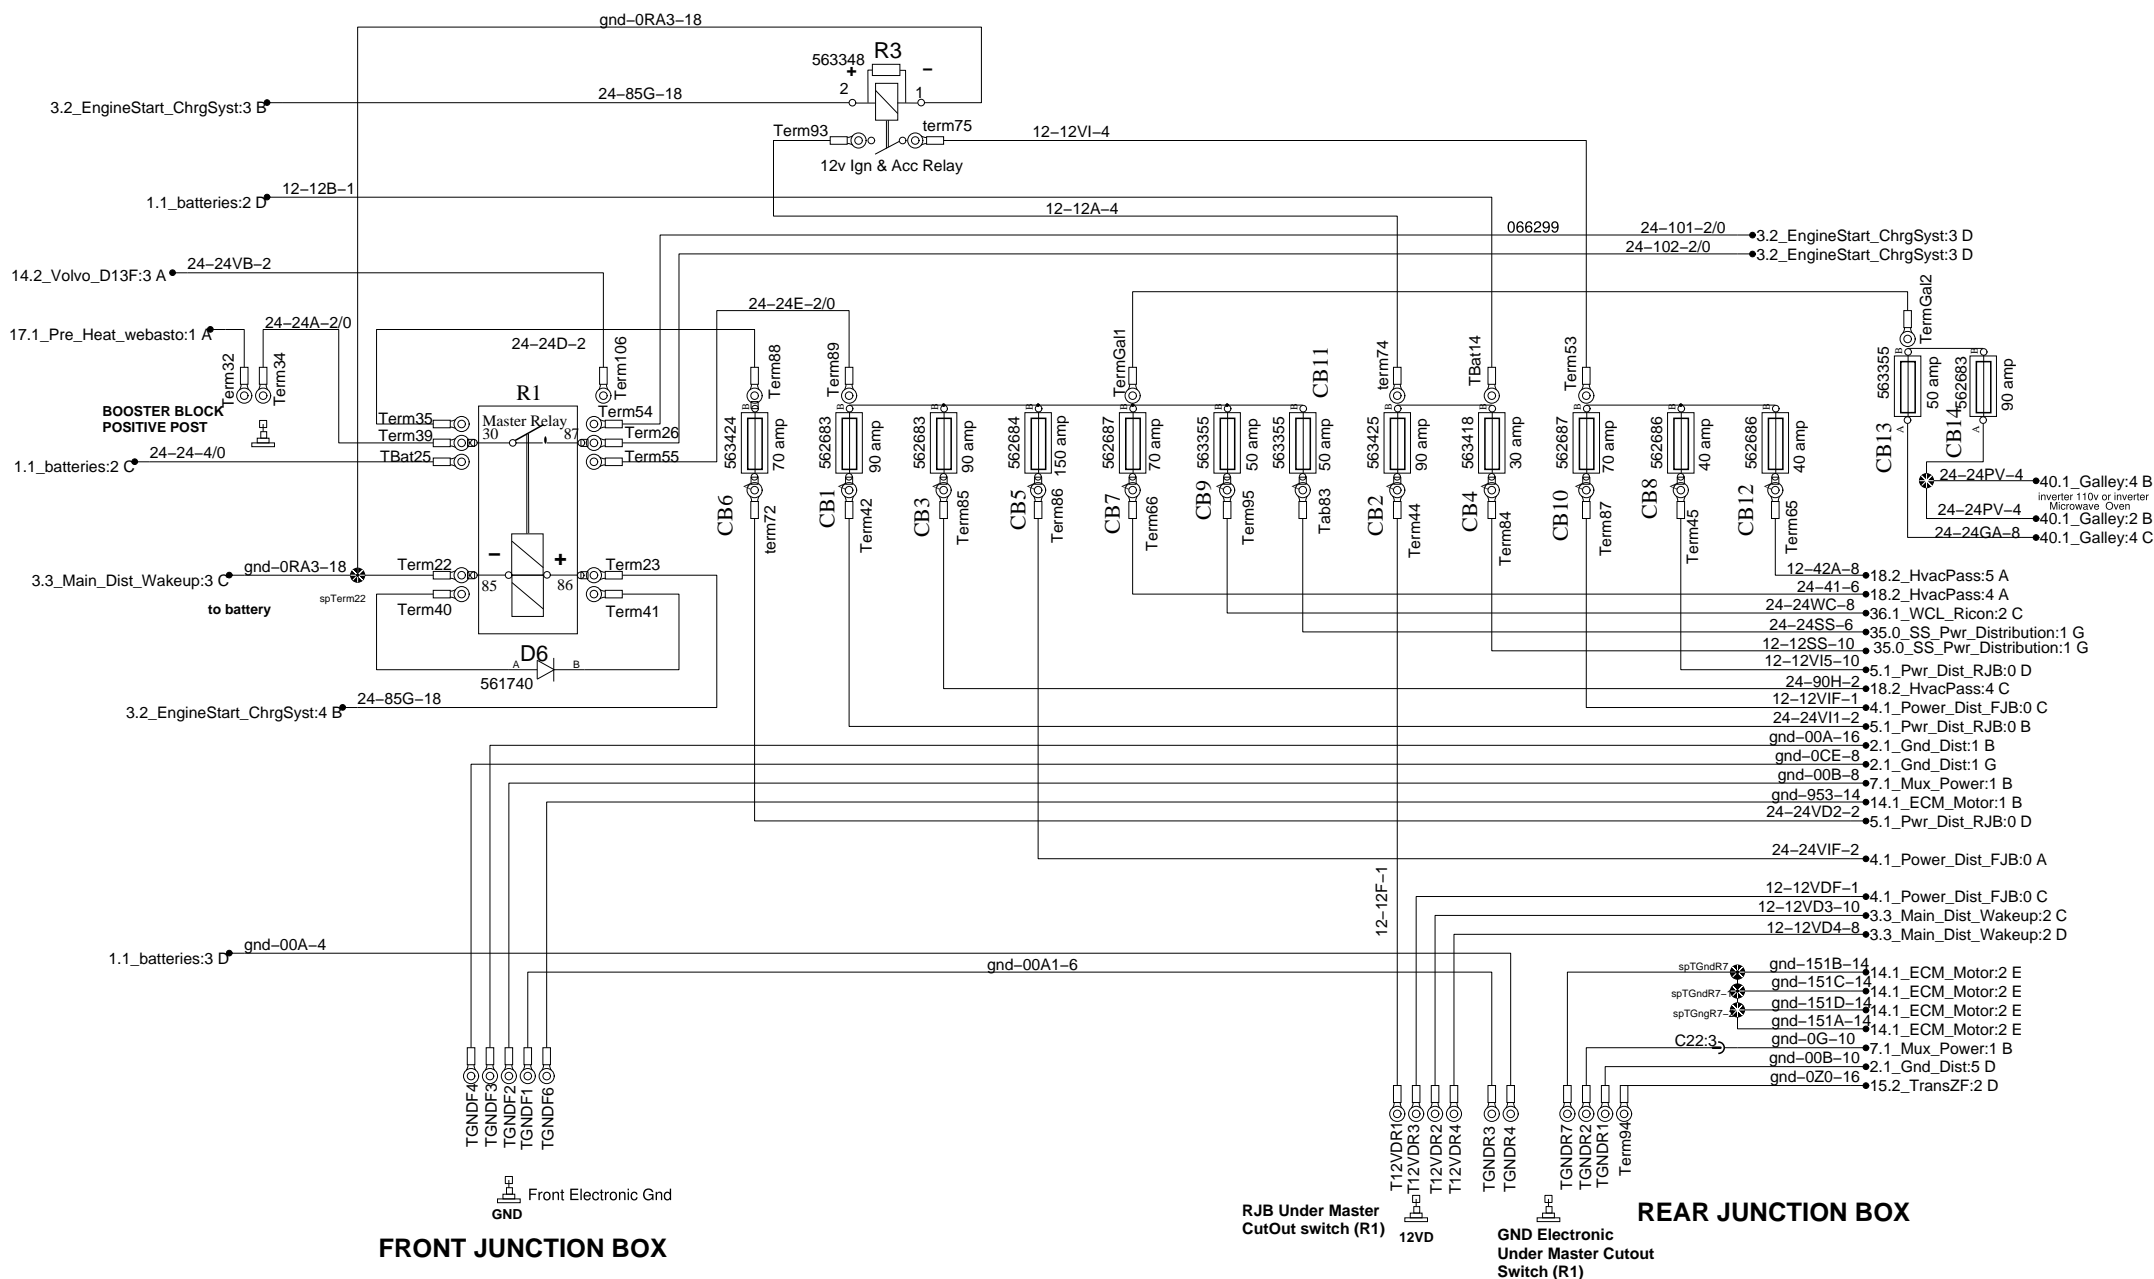 gnd-0RA3-18
R3
563348
+
-
3.2_EngineStart_ChrgSyst:3 B
24-85G-18
2
1
Term93
term75
12-12VI-4
12v Ign & Acc Relay
1.1_batteries:2 D
12-12B-1
12-12A-4
066299
24-101-2/0
3.2_EngineStart_ChrgSyst:3 D
24-102-2/0
3.2_EngineStart_ChrgSyst:3 D
14.2_Volvo_D13F:3 A
24-24VB-2
24-24E-2/0
17.1_Pre_Heat_webasto:1 A
24-24A-2/0
24-24D-2
Term32
Term34
BOOSTER BLOCK
POSITIVE POST
Term106
Term88
Term89
TermGal1
CB11
term74
TBat14
Term53
TermGal2
R1
Master Relay
30
87
Term35
Term39
TBat25
Term54
Term26
Term55
1.1_batteries:2 C
24-24-4/0
B
563424
70 amp
A
CB6
term72
B
562683
90 amp
A
CB1
Term42
B
562683
90 amp
A
CB3
Term85
B
562684
150 amp
A
CB5
Term86
B
562687
70 amp
A
CB7
Term66
B
563355
50 amp
A
CB9
Term95
B
563355
50 amp
A
Tab83
B
563425
90 amp
A
CB2
Term44
B
563418
30 amp
A
CB4
Term84
B
562687
70 amp
A
CB10
Term87
B
562686
40 amp
A
CB8
Term45
B
562686
40 amp
A
CB12
Term65
B
563355
50 amp
A
CB13
B
562683
90 amp
A
CB14
24-24PV-4
40.1_Galley:4 B
inverter 110v or inverter
Microwave Oven
24-24PV-4
40.1_Galley:2 B
24-24GA-8
40.1_Galley:4 C
3.3_Main_Dist_Wakeup:3 C
gnd-0RA3-18
spTerm22
to battery
Term22
Term40
-
+
85
86
Term23
Term41
D6
A
B
561740
3.2_EngineStart_ChrgSyst:4 B
24-85G-18
12-42A-8
18.2_HvacPass:5 A
24-41-6
18.2_HvacPass:4 A
24-24WC-8
36.1_WCL_Ricon:2 C
24-24SS-6
35.0_SS_Pwr_Distribution:1 G
12-12SS-10
35.0_SS_Pwr_Distribution:1 G
12-12VI5-10
5.1_Pwr_Dist_RJB:0 D
24-90H-2
18.2_HvacPass:4 C
12-12VIF-1
4.1_Power_Dist_FJB:0 C
24-24VI1-2
5.1_Pwr_Dist_RJB:0 B
gnd-00A-16
2.1_Gnd_Dist:1 B
gnd-0CE-8
2.1_Gnd_Dist:1 G
gnd-00B-8
7.1_Mux_Power:1 B
gnd-953-14
14.1_ECM_Motor:1 B
24-24VD2-2
5.1_Pwr_Dist_RJB:0 D
24-24VIF-2
4.1_Power_Dist_FJB:0 A
12-12F-1
12-12VDF-1
4.1_Power_Dist_FJB:0 C
12-12VD3-10
3.3_Main_Dist_Wakeup:2 C
12-12VD4-8
3.3_Main_Dist_Wakeup:2 D
1.1_batteries:3 D
gnd-00A-4
gnd-00A1-6
spTGndR7
gnd-151B-14
14.1_ECM_Motor:2 E
spTGndR7-1
gnd-151C-14
14.1_ECM_Motor:2 E
spTGngR7-2
gnd-151D-14
14.1_ECM_Motor:2 E
gnd-151A-14
14.1_ECM_Motor:2 E
C22:3
gnd-0G-10
7.1_Mux_Power:1 B
gnd-00B-10
2.1_Gnd_Dist:5 D
gnd-0Z0-16
15.2_TransZF:2 D
TGNDF4
TGNDF3
TGNDF2
TGNDF1
TGNDF6
T12VDR1
T12VDR3
T12VDR2
T12VDR4
TGNDR3
TGNDR4
TGNDR7
TGNDR2
TGNDR1
Term94
Front Electronic Gnd
GND
FRONT JUNCTION BOX
RJB Under Master
CutOut switch (R1)
12VD
GND Electronic
Under Master Cutout
Switch (R1)
REAR JUNCTION BOX